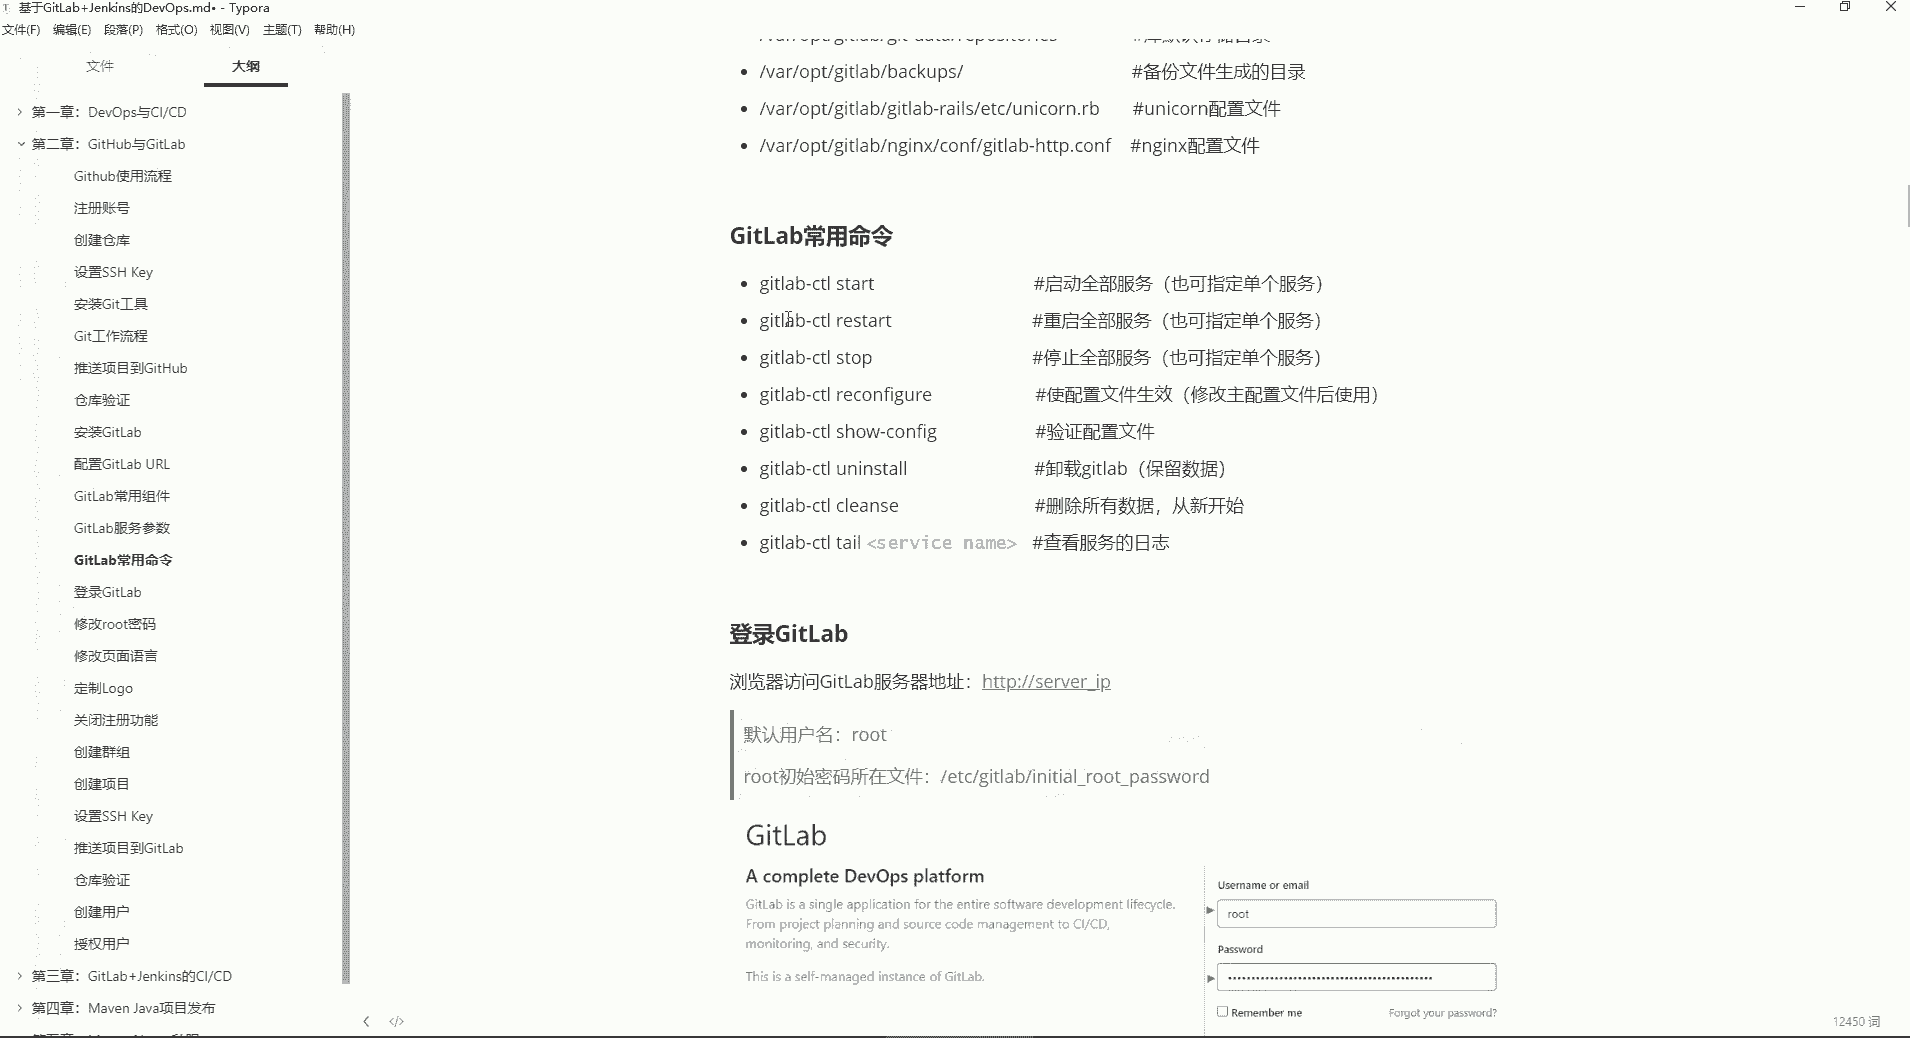 基于GitLab+Jenkins的DevOps.md• - Typora
文件(F) 编辑(E) 段落(P) 格式(O) 视图(V) 主题(T) 帮助(H)
文件 大纲
第一章：DevOps与CI/CD
第二章：GitHub与GitLab
Github使用流程
注册账号
创建仓库
设置SSH Key
安装Git工具
Git工作流程
推送项目到GitHub
仓库验证
安装GitLab
配置GitLab URL
GitLab常用组件
GitLab服务参数
GitLab常用命令
登录GitLab
修改root密码
修改页面语言
定制Logo
关闭注册功能
创建群组
创建项目
设置SSH Key
推送项目到GitLab
仓库验证
创建用户
授权用户
第三章：GitLab+Jenkins的CI/CD
第四章：Maven Java项目发布
/var/opt/gitlab/git-data/repositories #库默认存储目录
/var/opt/gitlab/backups/ #备份文件生成的目录
/var/opt/gitlab/gitlab-rails/etc/unicorn.rb #unicorn配置文件
/var/opt/gitlab/nginx/conf/gitlab-http.conf #nginx配置文件
GitLab常用命令
gitlab-ctl start #启动全部服务（也可指定单个服务）
gitlab-ctl restart #重启全部服务（也可指定单个服务）
gitlab-ctl stop #停止全部服务（也可指定单个服务）
gitlab-ctl reconfigure #使配置文件生效（修改主配置文件后使用）
gitlab-ctl show-config #验证配置文件
gitlab-ctl uninstall #卸载gitlab（保留数据）
gitlab-ctl cleanse #删除所有数据，从新开始
gitlab-ctl tail <service name> #查看服务的日志
登录GitLab
浏览器访问GitLab服务器地址：http://server_ip
默认用户名：root
root初始密码所在文件：/etc/gitlab/initial_root_password
GitLab
A complete DevOps platform
GitLab is a single application for the entire software development lifecycle.
From project planning and source code management to CI/CD,
monitoring, and security.
This is a self-managed instance of GitLab.
Username or email
root
Password
Remember me Forgot your password?
12450 词